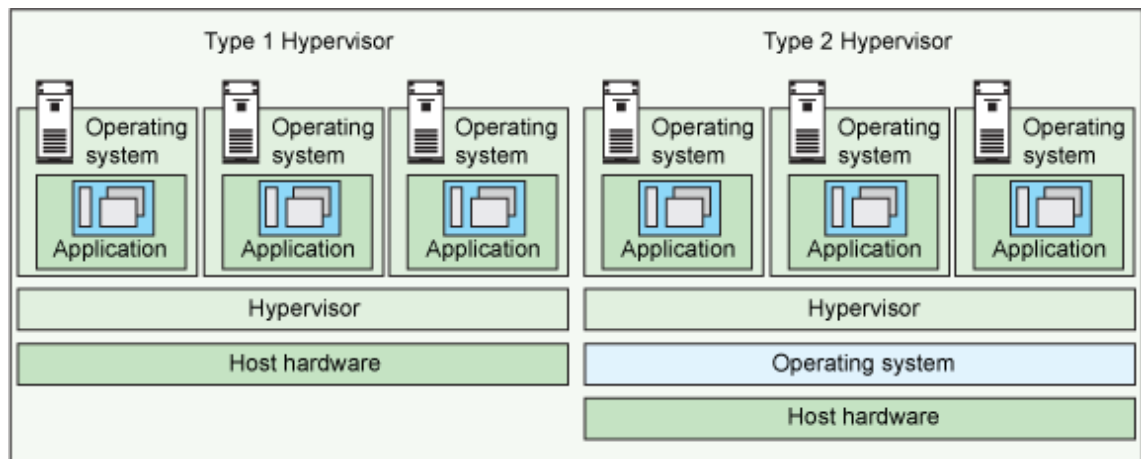 Type 1 Hypervisor
Operating
system
Application
Operating
system
Application
Operating
system
Application
Hypervisor
Host hardware
Type 2 Hypervisor
Operating
system
Application
Operating
system
Application
Operating
system
Application
Hypervisor
Operating system
Host hardware